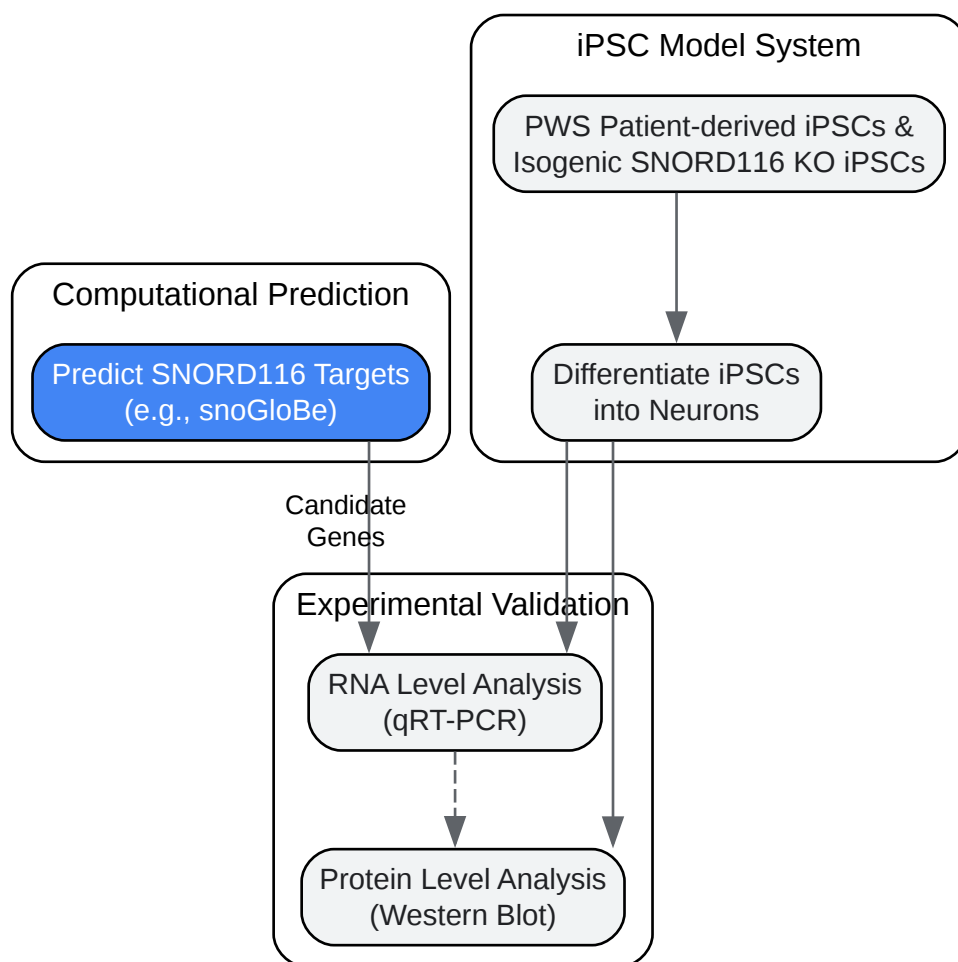 iPSC Model System
PWS Patient-derived iPSCs &
Isogenic SNORD116 KO iPSCs
Computational Prediction
Predict SNORD116 Targets
(e.g., snoGloBe)
Differentiate iPSCs
into Neurons
Candidate
Genes
Experimental Validation
RNA Level Analysis
(qRT-PCR)
Protein Level Analysis
(Western Blot)